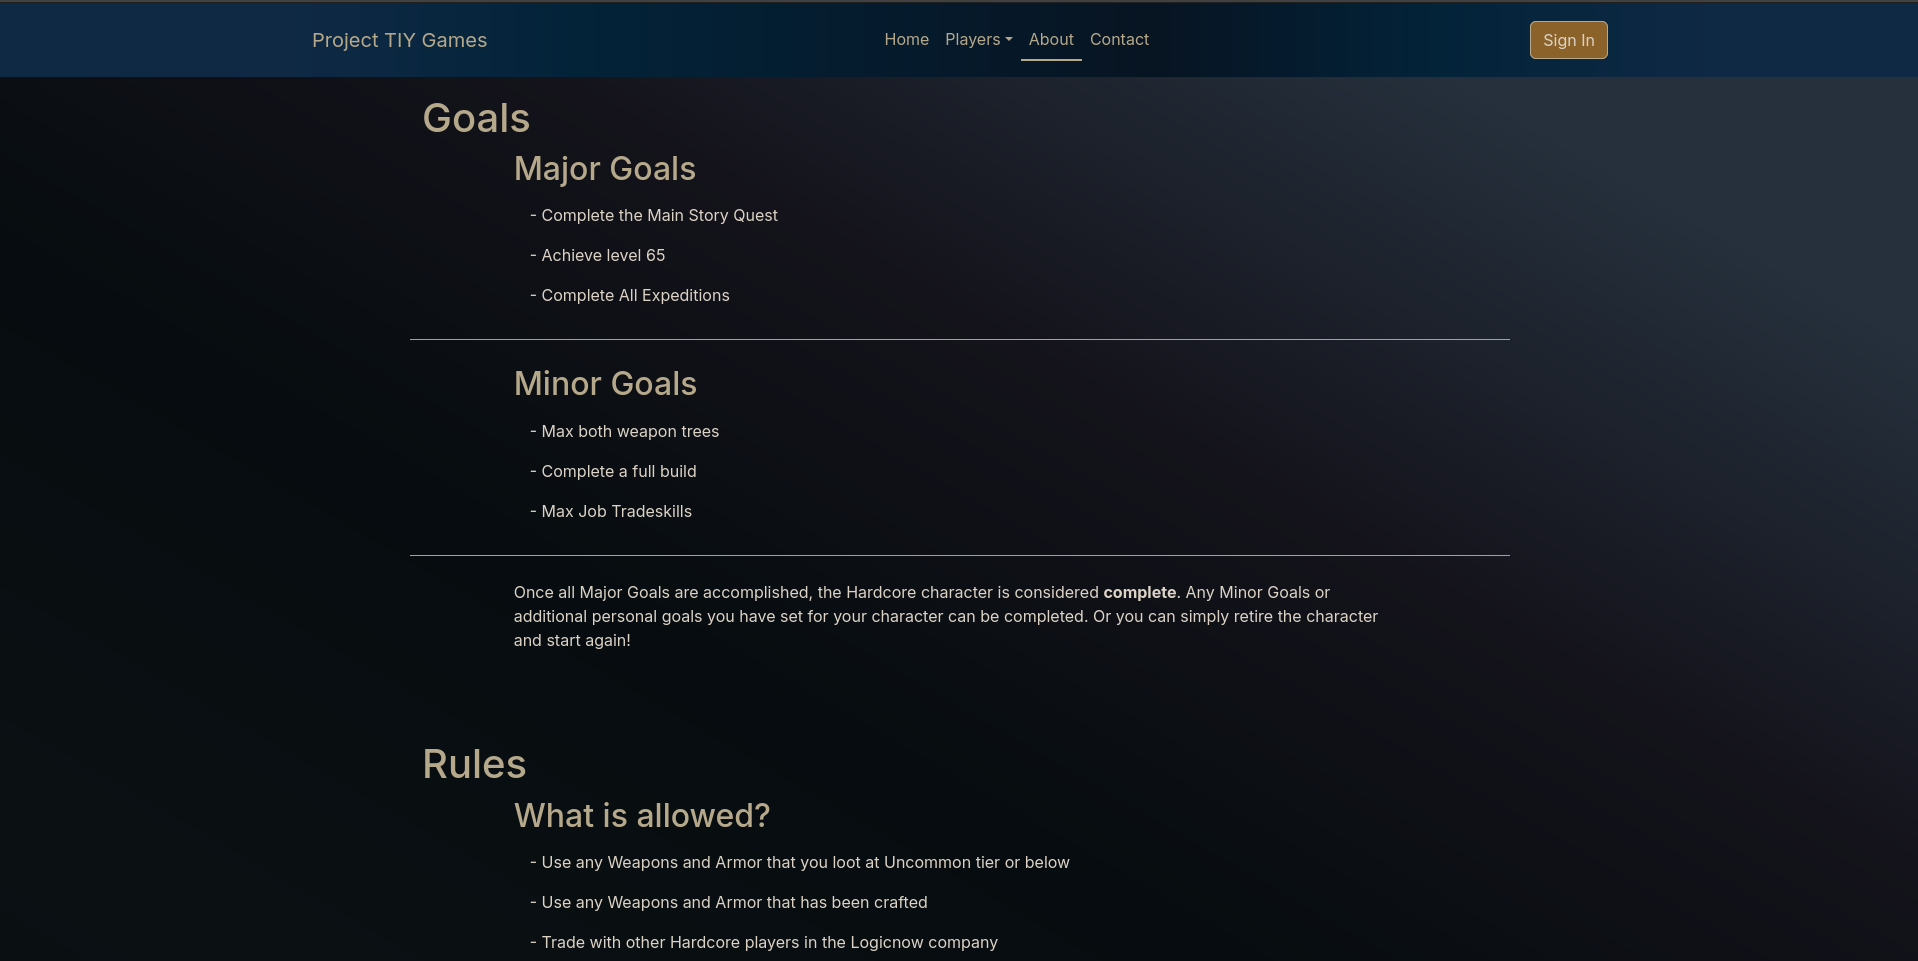 Project TIY Games
Home Players About Contact
Sign In
Goals
Major Goals
- Complete the Main Story Quest
- Achieve level 65
- Complete All Expeditions
Minor Goals
- Max both weapon trees
- Complete a full build
- Max Job Tradeskills
Once all Major Goals are accomplished, the Hardcore character is considered complete. Any Minor Goals or
additional personal goals you have set for your character can be completed. Or you can simply retire the character
and start again!
Rules
What is allowed?
- Use any Weapons and Armor that you loot at Uncommon tier or below
- Use any Weapons and Armor that has been crafted
- Trade with other Hardcore players in the Logicnow company